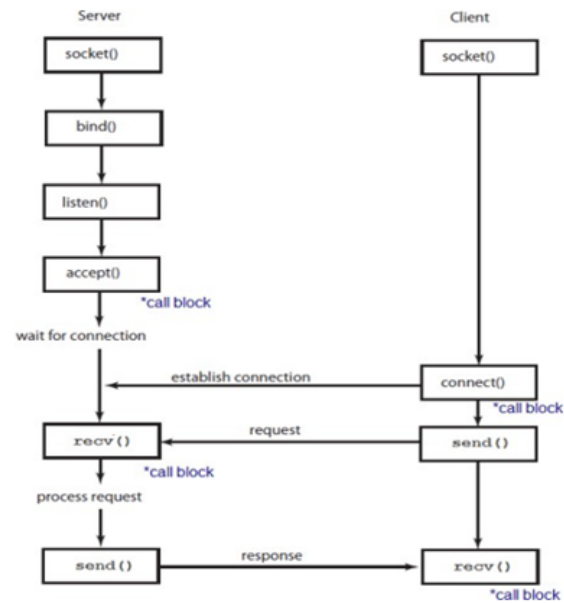 Server
Client
socket()
socket()
bind()
listen()
accept()
*call block
wait for connection
establish connection
connect()
*call block
recv()
request
send()
*call block
process request
send()
response
recv()
*call block